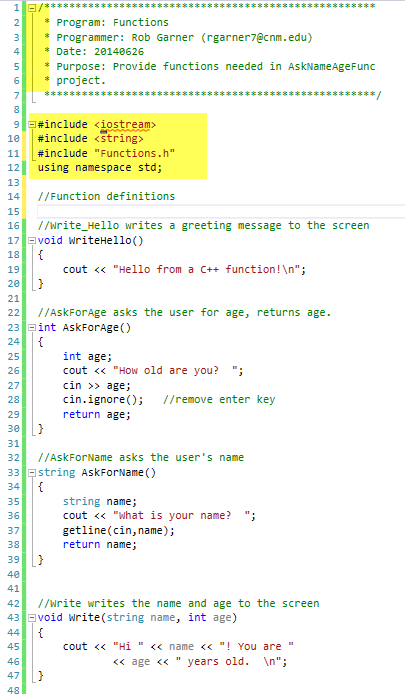 1 /******************************************************
2 * Program: Functions
3 * Programmer: Rob Garner (rgarner7@cnm.edu)
4 * Date: 20140626
5 * Purpose: Provide functions needed in AskNameAgeFunc
6 * project.
7 ******************************************************/
8
9 #include <iostream>
10 #include <string>
11 #include "Functions.h"
12 using namespace std;
13
14 //Function definitions
15
16 //Write_Hello writes a greeting message to the screen
17 void WriteHello()
18 {
19 cout << "Hello from a C++ function!\n";
20 }
21
22 //AskForAge asks the user for age, returns age.
23 int AskForAge()
24 {
25 int age;
26 cout << "How old are you?  ";
27 cin >> age;
28 cin.ignore();   //remove enter key
29 return age;
30 }
31
32 //AskForName asks the user's name
33 string AskForName()
34 {
35 string name;
36 cout << "What is your name?  ";
37 getline(cin,name);
38 return name;
39 }
40
41
42 //Write writes the name and age to the screen
43 void Write(string name, int age)
44 {
45 cout << "Hi " << name << "! You are "
46 << age << " years old.  \n";
47 }
48